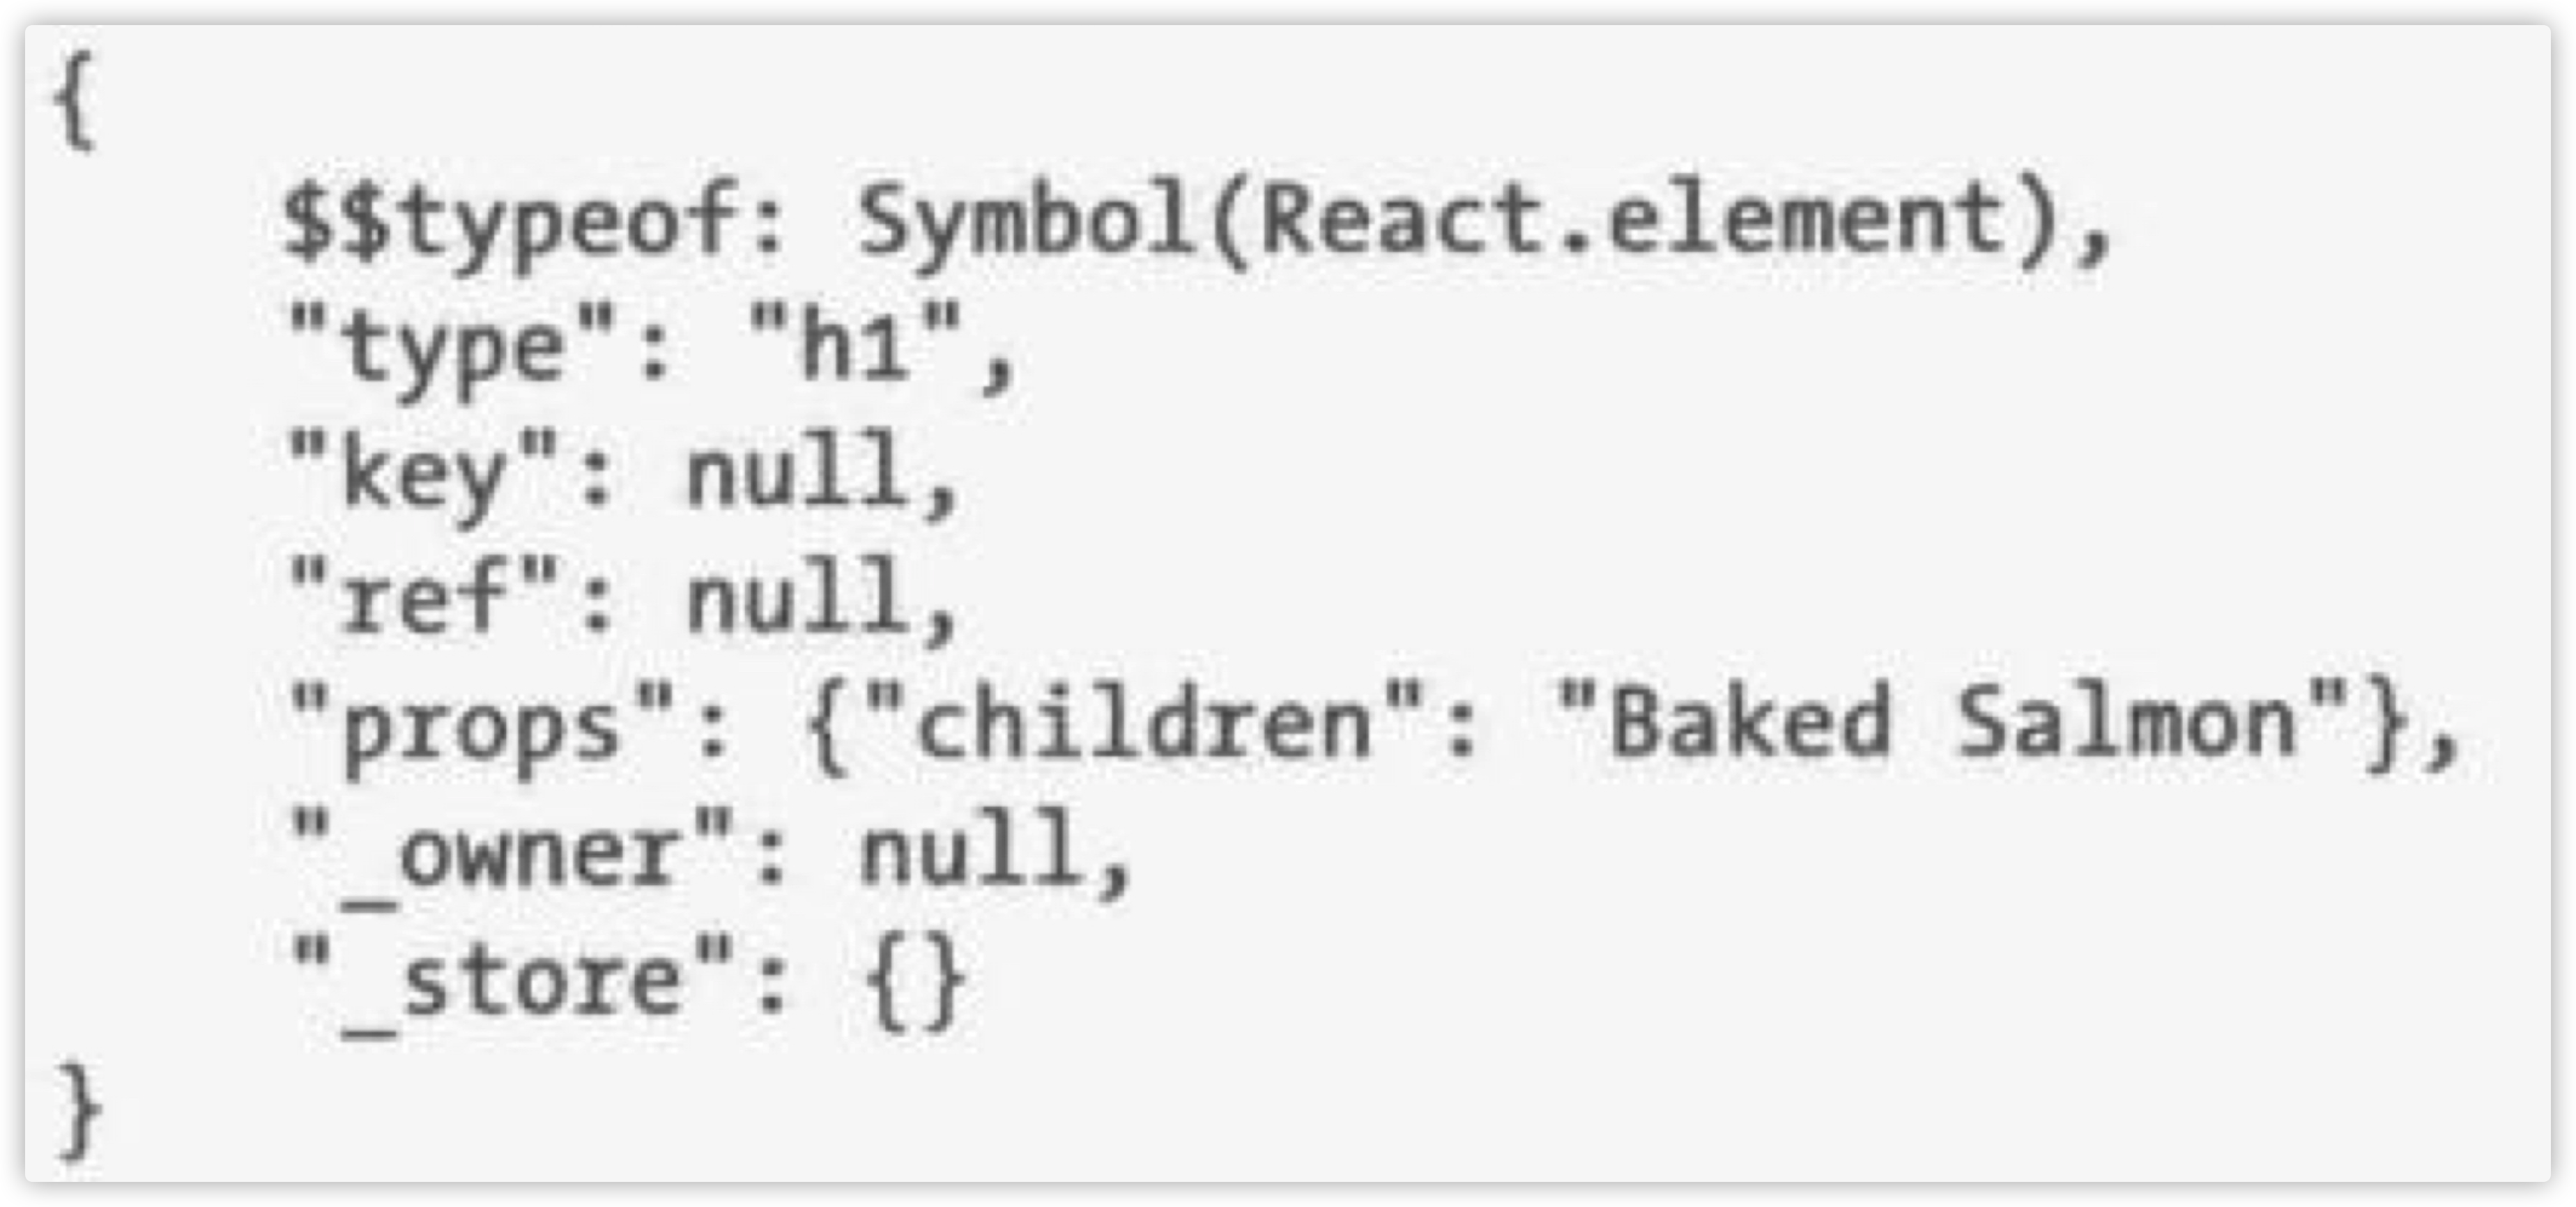 {
    $$typeof: Symbol(React.element),
    "type": "h1",
    "key": null,
    "ref": null,
    "props": {"children": "Baked Salmon"},
    "_owner": null,
    "_store": {}
}